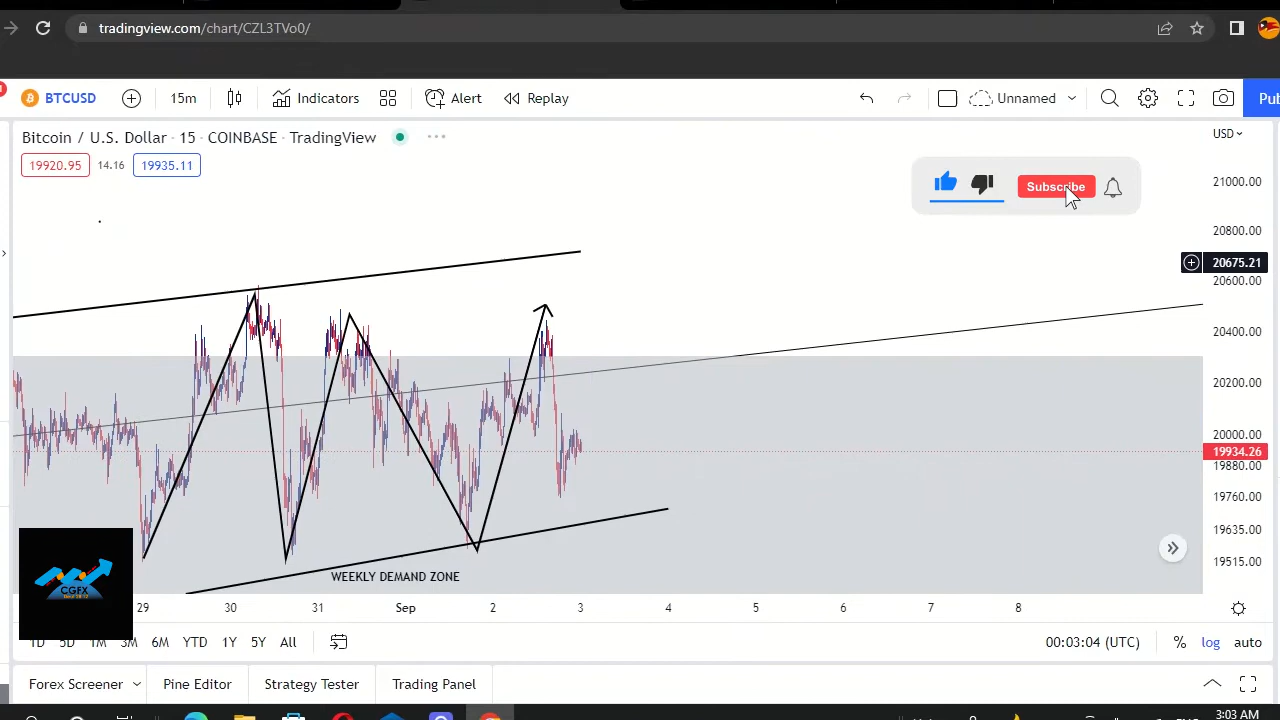 tradingview.com/chart/CZL3TVo0/
BTCUSD 15m Indicators Alert Replay Unnamed Pu
Bitcoin / U.S. Dollar · 15 · COINBASE · TradingView
USD
19920.95 14.16 19935.11
Subscribe
21000.00
20800.00
20675.21
20600.00
20400.00
20200.00
20000.00
19934.26
19880.00
19760.00
19635.00
19515.00
WEEKLY DEMAND ZONE
CGFX
29 30 31 Sep 2 3 4 5 6 7 8
1D 5D 1M 3M 6M YTD 1Y 5Y All 00:03:04 (UTC) % log auto
Forex Screener Pine Editor Strategy Tester Trading Panel
3:03 AM